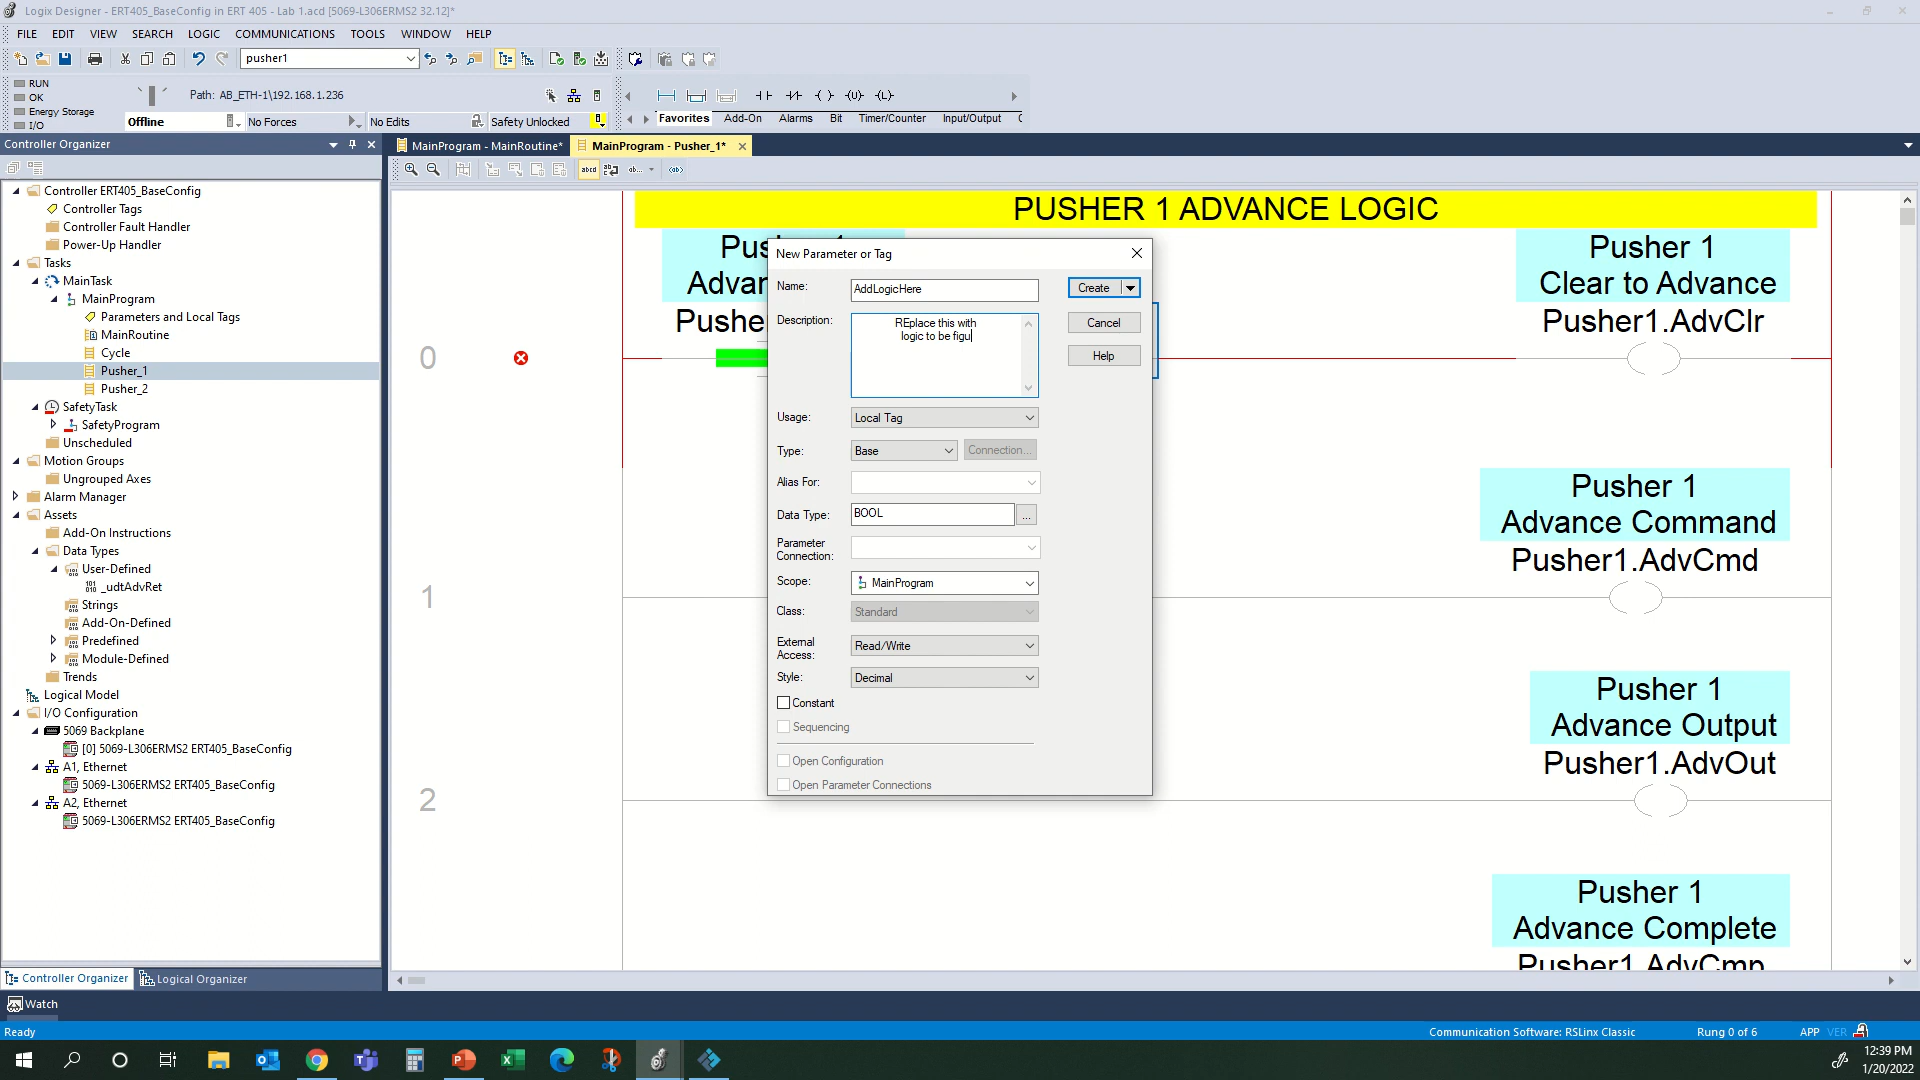 Logix Designer - ERT405_BaseConfig in ERT 405 - Lab 1.acd [5069-L306ERMS2 32.12]*
FILE EDIT VIEW SEARCH LOGIC COMMUNICATIONS TOOLS WINDOW HELP
pusher1
RUN
OK
Energy Storage
I/O
Path: AB_ETH-1\192.168.1.236
Offline
No Forces
No Edits
Safety Unlocked
Favorites Add-On Alarms Bit Timer/Counter Input/Output
Controller Organizer
MainProgram - MainRoutine*
MainProgram - Pusher_1*
Controller ERT405_BaseConfig
Controller Tags
Controller Fault Handler
Power-Up Handler
Tasks
MainTask
MainProgram
Parameters and Local Tags
MainRoutine
Cycle
Pusher_1
Pusher_2
SafetyTask
SafetyProgram
Unscheduled
Motion Groups
Ungrouped Axes
Alarm Manager
Assets
Add-On Instructions
Data Types
User-Defined
_udtAdvRet
Strings
Add-On-Defined
Predefined
Module-Defined
Trends
Logical Model
I/O Configuration
5069 Backplane
[0] 5069-L306ERMS2 ERT405_BaseConfig
A1, Ethernet
5069-L306ERMS2 ERT405_BaseConfig
A2, Ethernet
5069-L306ERMS2 ERT405_BaseConfig
Controller Organizer
Logical Organizer
PUSHER 1 ADVANCE LOGIC
0
Pusher 1
Clear to Advance
Pusher1.AdvClr
1
Pusher 1
Advance Command
Pusher1.AdvCmd
2
Pusher 1
Advance Output
Pusher1.AdvOut
Pusher 1
Advance Complete
Pusher1.AdvCmp
New Parameter or Tag
Name: AddLogicHere
Create
Description: REplace this with
logic to be figu
Cancel
Help
Usage: Local Tag
Type: Base
Connection...
Alias For:
Data Type: BOOL
...
Parameter
Connection:
Scope: MainProgram
Class: Standard
External
Access: Read/Write
Style: Decimal
Constant
Sequencing
Open Configuration
Open Parameter Connections
Watch
Ready
Communication Software: RSLinx Classic
Rung 0 of 6
APP VER
12:39 PM
1/20/2022